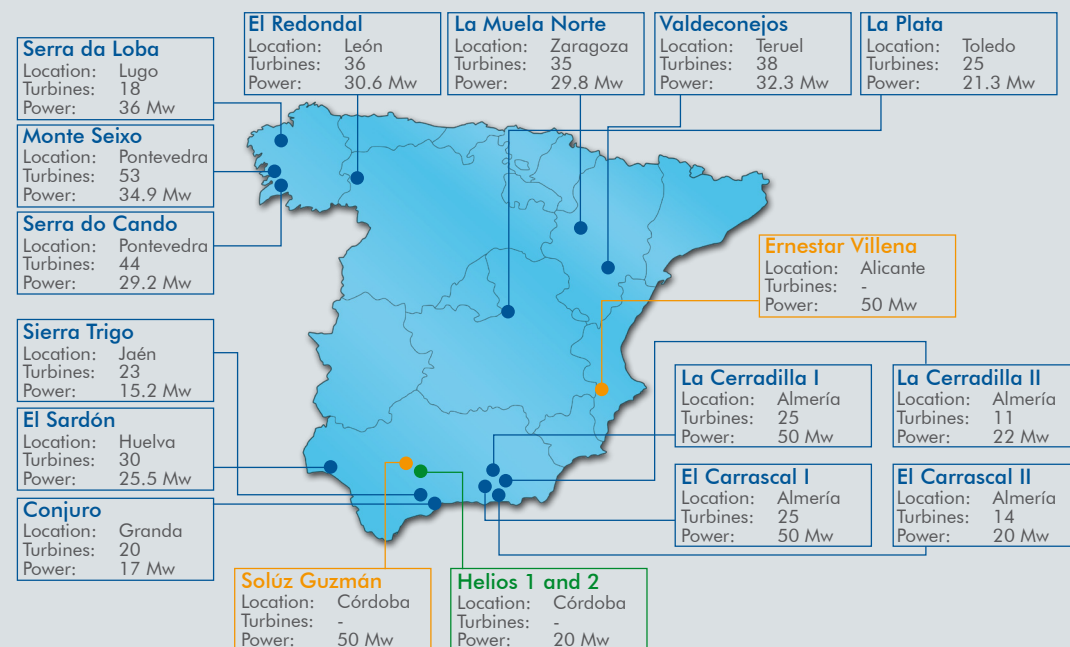 El Redondal
Location: León
Turbines: 36
Power: 30.6 Mw
La Muela Norte
Location: Zaragoza
Turbines: 35
Power: 29.8 Mw
Valdeconejos
Location: Teruel
Turbines: 38
Power: 32.3 Mw
La Plata
Location: Toledo
Turbines: 25
Power: 21.3 Mw
Serra da Loba
Location: Lugo
Turbines: 18
Power: 36 Mw
Monte Seixo
Location: Pontevedra
Turbines: 53
Power: 34.9 Mw
Serra do Cando
Location: Pontevedra
Turbines: 44
Power: 29.2 Mw
Ernestar Villena
Location: Alicante
Turbines: -
Power: 50 Mw
Sierra Trigo
Location: Jaén
Turbines: 23
Power: 15.2 Mw
El Sardón
Location: Huelva
Turbines: 30
Power: 25.5 Mw
Conjuro
Location: Granda
Turbines: 20
Power: 17 Mw
La Cerradilla I
Location: Almería
Turbines: 25
Power: 50 Mw
La Cerradilla II
Location: Almería
Turbines: 11
Power: 22 Mw
El Carrascal I
Location: Almería
Turbines: 25
Power: 50 Mw
El Carrascal II
Location: Almería
Turbines: 14
Power: 20 Mw
Solúz Guzmán
Location: Córdoba
Turbines: -
Power: 50 Mw
Helios 1 and 2
Location: Córdoba
Turbines: -
Power: 20 Mw